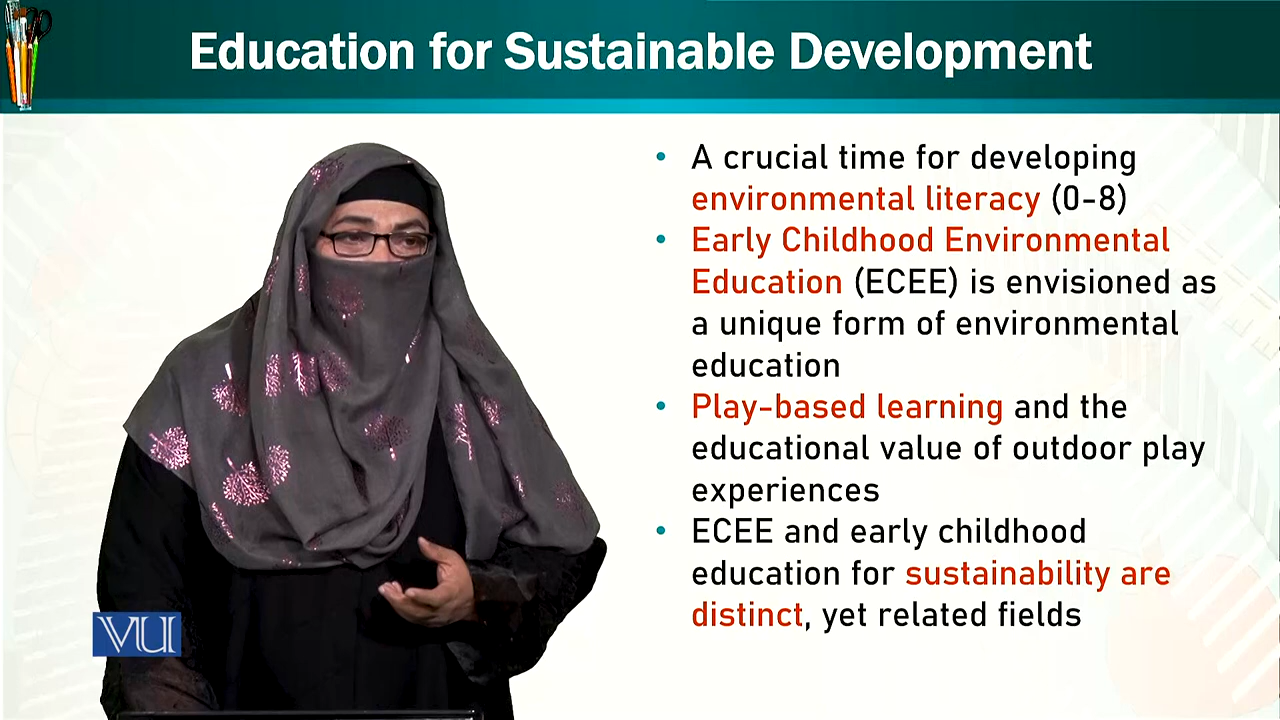 Education for Sustainable Development
• A crucial time for developing
environmental literacy (0-8)
• Early Childhood Environmental
Education (ECEE) is envisioned as
a unique form of environmental
education
• Play-based learning and the
educational value of outdoor play
experiences
• ECEE and early childhood
education for sustainability are
distinct, yet related fields
VU